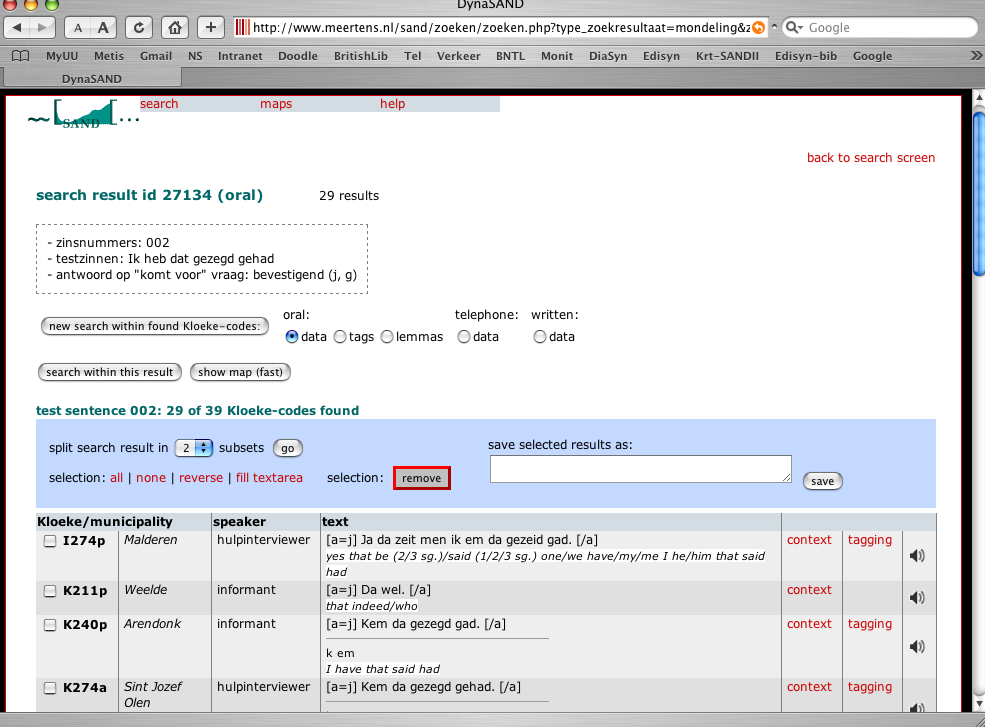 DynaSAND
A A http://www.meertens.nl/sand/zoeken/zoeken.php?type_zoekresultaat=mondeling&z Google
MyUU Metis Gmail NS Intranet Doodle BritishLib Tel Verkeer BNTL Monit DiaSyn Edisyn Krt-SANDII Edisyn-bib Google
DynaSAND
SAND search maps help
back to search screen
search result id 27134 (oral) 29 results
- zinsnummers: 002
- testzinnen: Ik heb dat gezegd gehad
- antwoord op "komt voor" vraag: bevestigend (j, g)
oral: telephone: written:
new search within found Kloeke-codes: data tags lemmas data data
search within this result show map (fast)
test sentence 002: 29 of 39 Kloeke-codes found
split search result in 2 subsets go save selected results as:
selection: all | none | reverse | fill textarea selection: remove save
Kloeke/municipality speaker text
I274p Malderen hulpinterviewer [a=j] Ja da zeit men ik em da gezeid gad. [/a] context tagging
yes that be (2/3 sg.)/said (1/2/3 sg.) one/we have/my/me I he/him that said
had
K211p Weelde informant [a=j] Da wel. [/a] context
that indeed/who
K240p Arendonk informant [a=j] Kem da gezegd gad. [/a] context tagging
k em
I have that said had
K274a Sint Jozef hulpinterviewer [a=j] Kem da gezegd gehad. [/a] context tagging
Olen